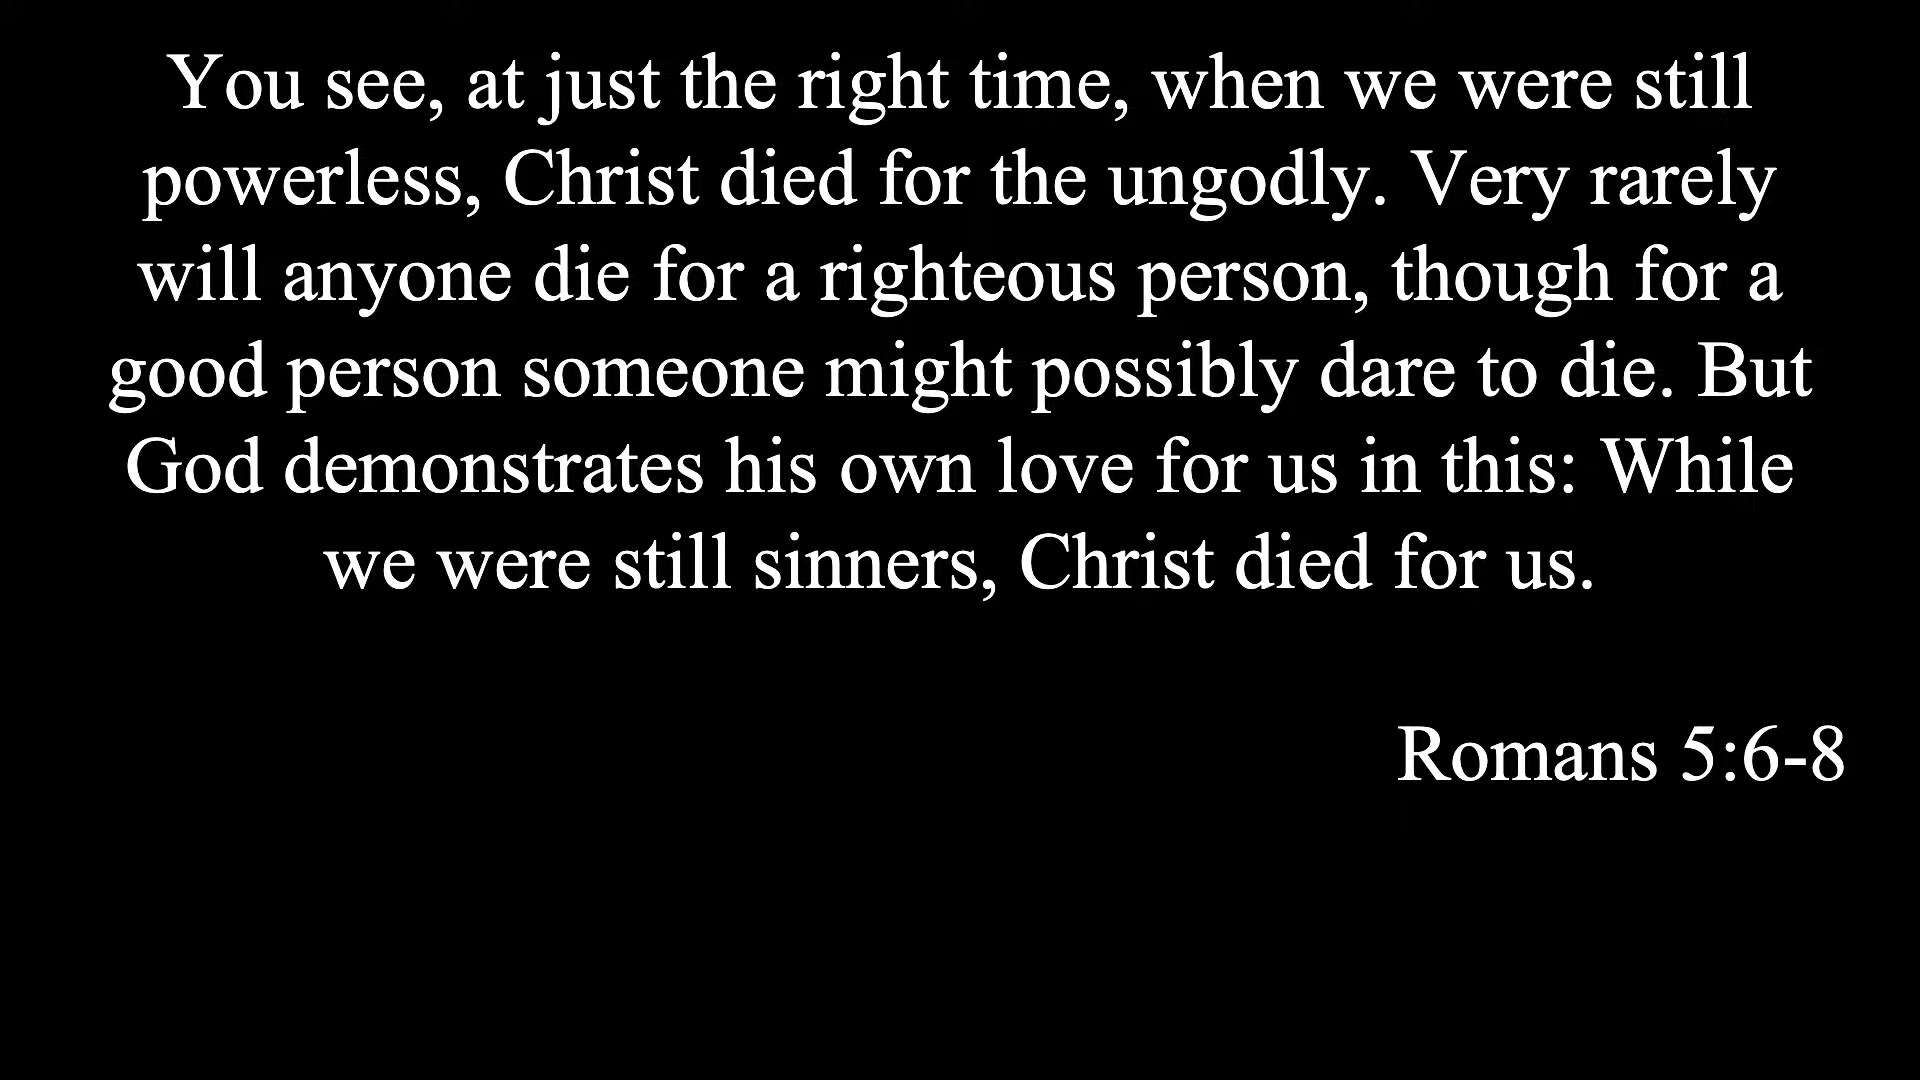 You see, at just the right time, when we were still
powerless, Christ died for the ungodly. Very rarely
will anyone die for a righteous person, though for a
good person someone might possibly dare to die. But
God demonstrates his own love for us in this: While
we were still sinners, Christ died for us.
Romans 5:6-8